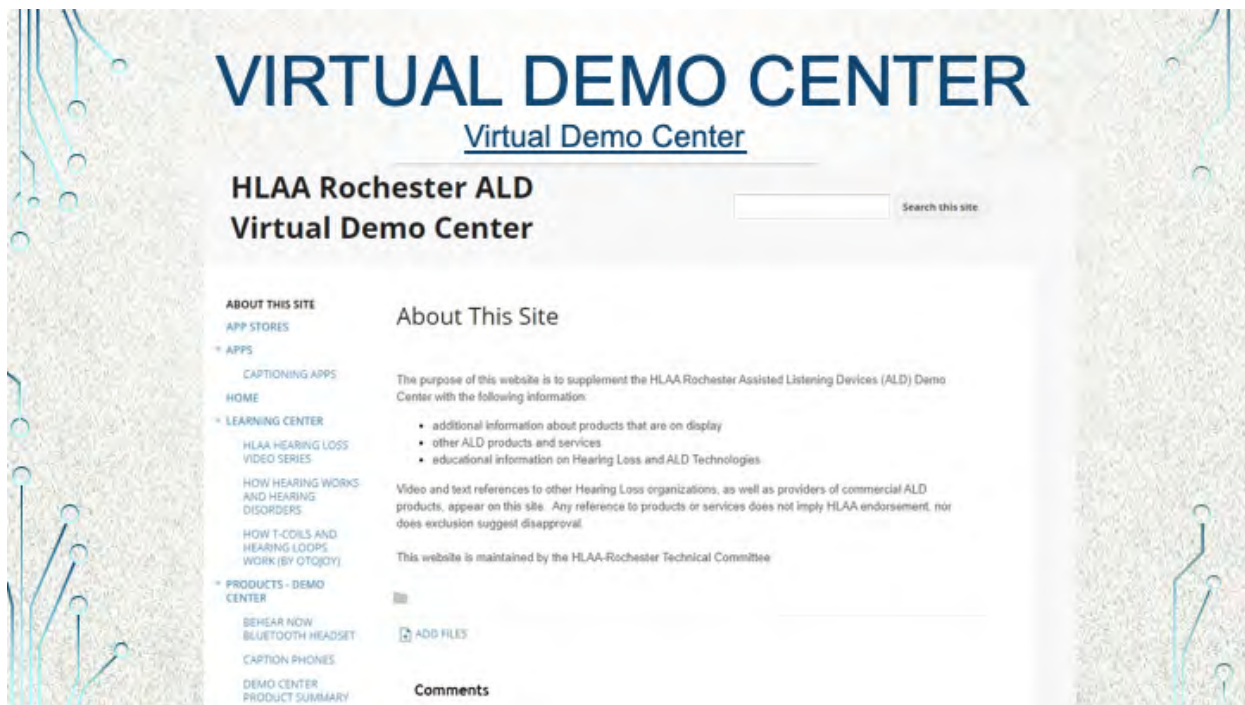 VIRTUAL DEMO CENTER
Virtual Demo Center
HLAA Rochester ALD
Virtual Demo Center
Search this site
ABOUT THIS SITE
APP STORES
APPS
CAPTIONING APPS
HOME
LEARNING CENTER
HLAA HEARING LOSS
VIDEO SERIES
HOW HEARING WORKS
AND HEARING
DISORDERS
HOW T-COILS AND
HEARING LOOPS
WORK (BY OTOJOY)
PRODUCTS - DEMO
CENTER
BEHEAR NOW
BLUETOOTH HEADSET
CAPTION PHONES
DEMO CENTER
PRODUCT SUMMARY
About This Site
The purpose of this website is to supplement the HLAA Rochester Assisted Listening Devices (ALD) Demo
Center with the following information:
• additional information about products that are on display
• other ALD products and services
• educational information on Hearing Loss and ALD Technologies
Video and text references to other Hearing Loss organizations, as well as providers of commercial ALD
products, appear on this site. Any reference to products or services does not imply HLAA endorsement, nor
does exclusion suggest disapproval.
This website is maintained by the HLAA-Rochester Technical Committee
ADD FILES
Comments